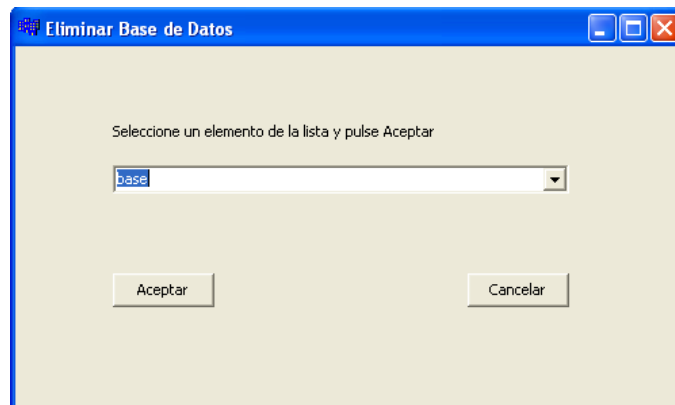 Eliminar Base de Datos
Seleccione un elemento de la lista y pulse Aceptar
base
Aceptar
Cancelar